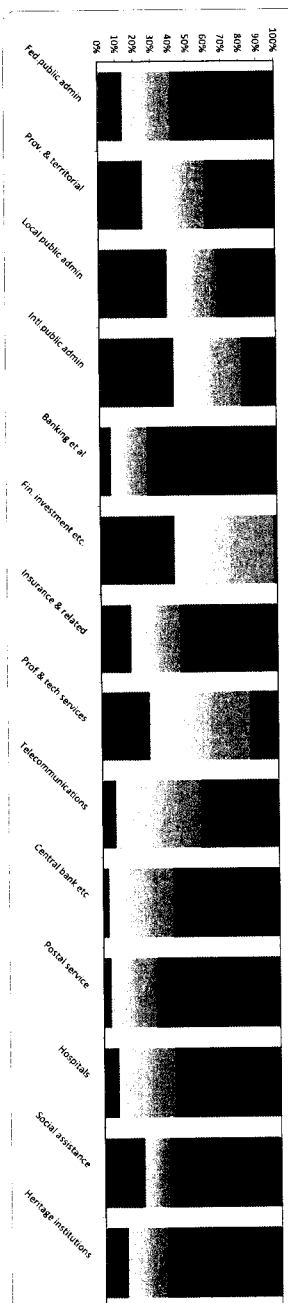 100%
90%
80%
70%
60%
50%
40%
30%
20%
10%
0%
Fed.public admin
Prov. & territorial
Local public admin
Intl public admin
Banking et al
Fin. investment etc.
Insurance & related
Prof.& tech services
Telecommunications
Central bank etc
Postal service
Hospitals
Social assistance
Heritage institutions